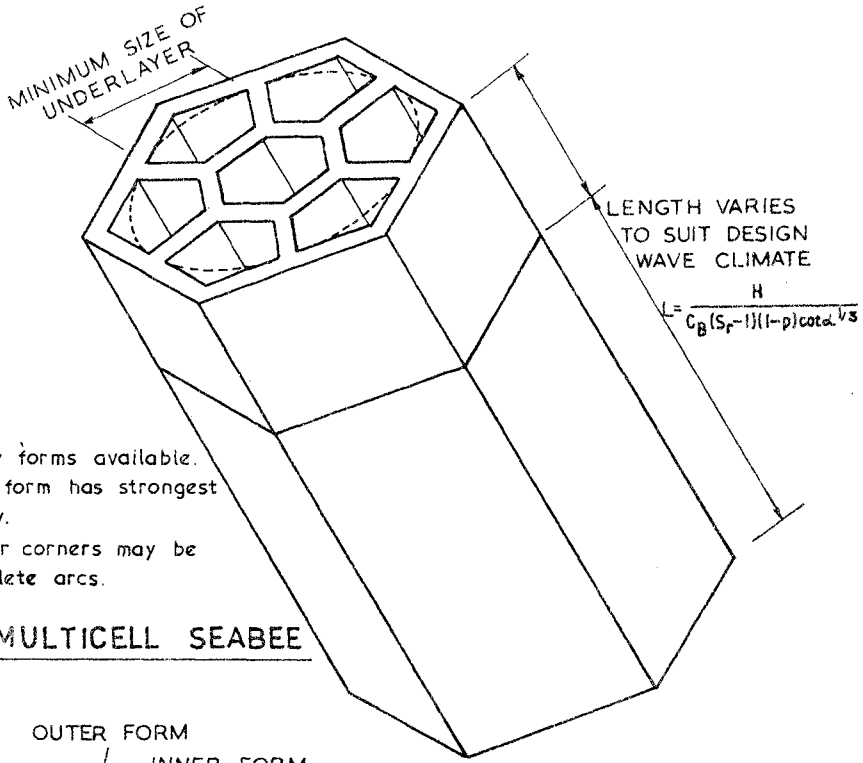 MINIMUM SIZE OF
UNDERLAYER
LENGTH VARIES
TO SUIT DESIGN
WAVE CLIMATE
L= H / C_B(S_r-1)(1-p)cotα^1/3
forms available.
form has strongest
r corners may be
lete arcs.
MULTICELL SEABEE
OUTER FORM
INNER FORM